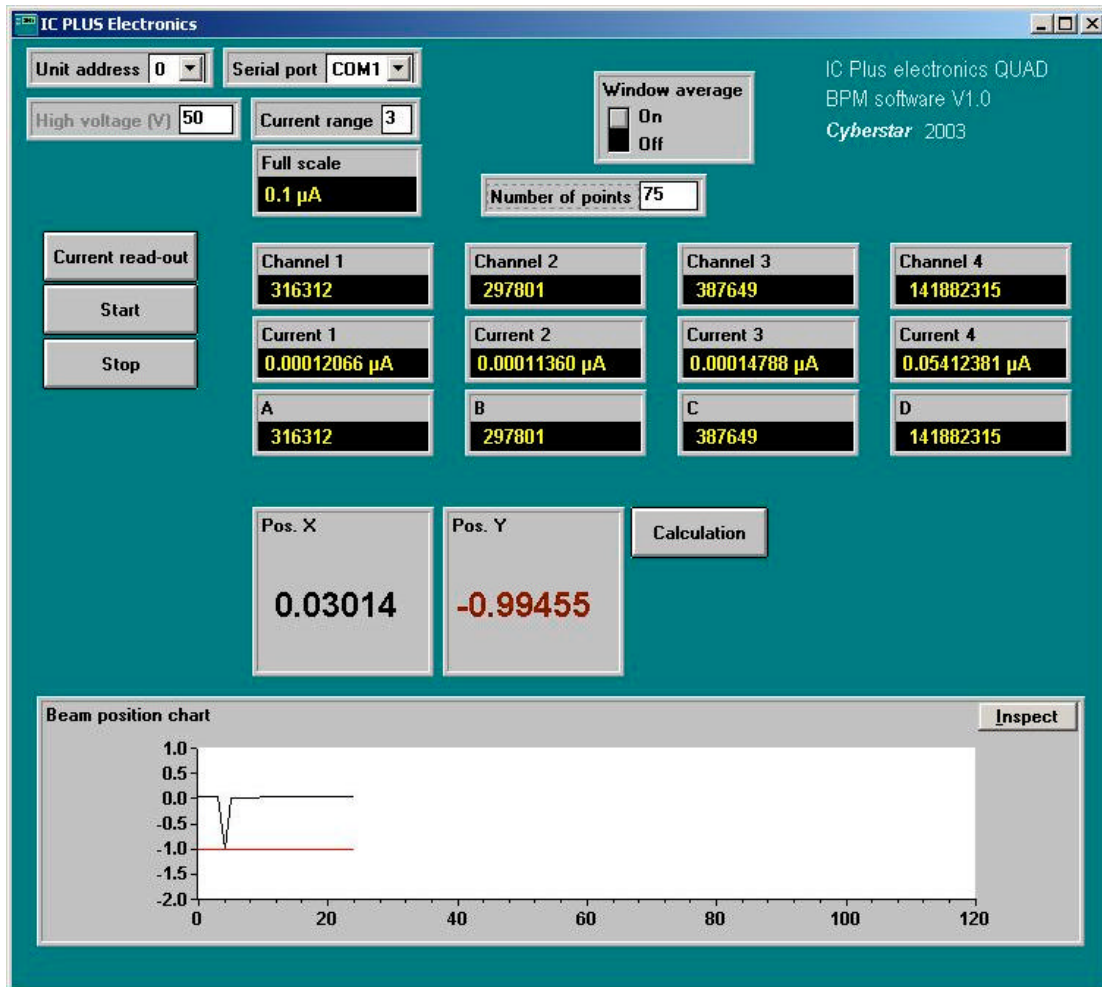 IC PLUS Electronics
Unit address 0 Serial port COM1
High voltage (V) 50 Current range 3
Full scale
0.1 µA
Window average
On
Off
Number of points 75
IC Plus electronics QUAD
BPM software V1.0
Cyberstar 2003
Current read-out
Start
Stop
Channel 1 Channel 2 Channel 3 Channel 4
316312 297801 387649 141882315
Current 1 Current 2 Current 3 Current 4
0.00012066 µA 0.00011360 µA 0.00014788 µA 0.05412381 µA
A B C D
316312 297801 387649 141882315
Pos. X Pos. Y
Calculation
0.03014 -0.99455
Beam position chart Inspect
1.0
0.5
0.0
-0.5
-1.0
-1.5
-2.0
0 20 40 60 80 100 120